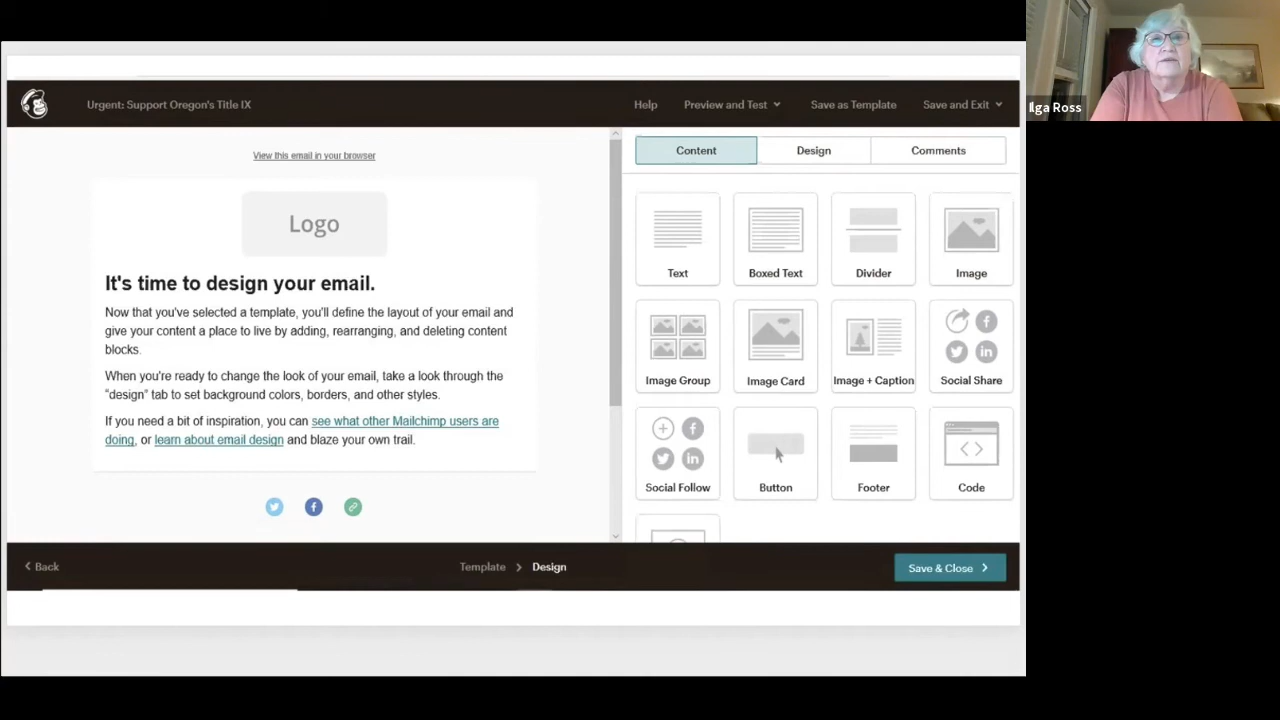 Urgent: Support Oregon's Title IX
Help
Preview and Test
Save as Template
Save and Exit
View this email in your browser
Logo
It's time to design your email.
Now that you've selected a template, you'll define the layout of your email and
give your content a place to live by adding, rearranging, and deleting content
blocks.
When you're ready to change the look of your email, take a look through the
“design” tab to set background colors, borders, and other styles.
If you need a bit of inspiration, you can see what other Mailchimp users are
doing, or learn about email design and blaze your own trail.
Content
Design
Comments
Text
Boxed Text
Divider
Image
Image Group
Image Card
Image + Caption
Social Share
Social Follow
Button
Footer
Code
Back
Template
Design
Save & Close
Ilga Ross